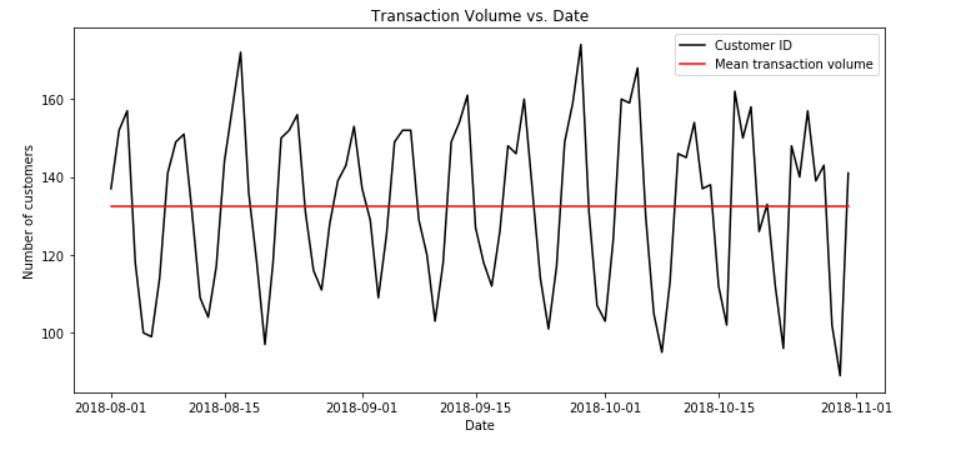 Transaction Volume vs. Date
Customer ID
Mean transaction volume
Number of customers
160
140
120
100
2018-08-01 2018-08-15 2018-09-01 2018-09-15 2018-10-01 2018-10-15 2018-11-01
Date